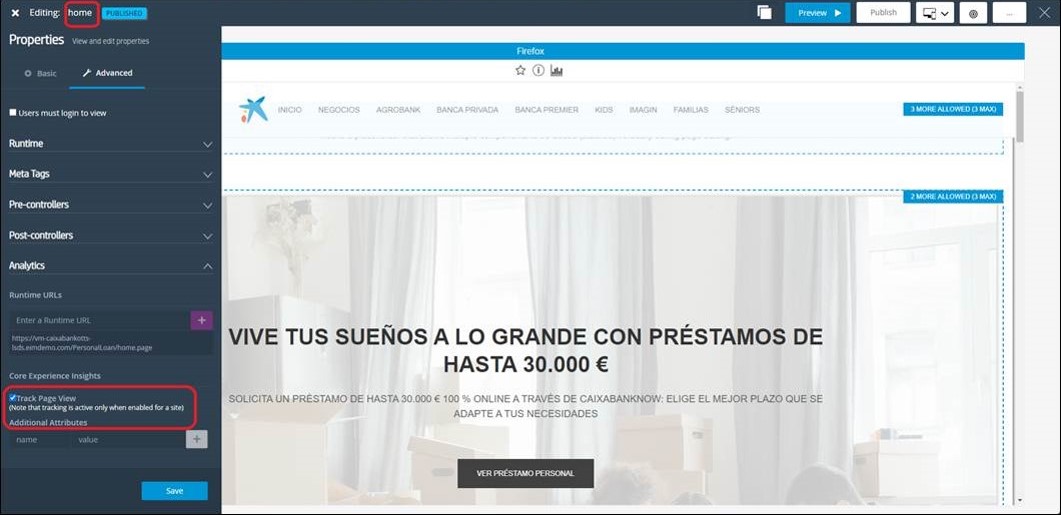 Editing: home PUBLISHED
Preview
Publish
...
Properties View and edit properties
Basic
Advanced
Users must login to view
Runtime
Meta Tags
Pre-controllers
Post-controllers
Analytics
Runtime URLs
Enter a Runtime URL
+
https://vm-caixabankotts-
lsds.eimdemo.com/PersonalLoan/home.page
Core Experience Insights
Track Page View
(Note that tracking is active only when enabled for a site)
Additional Attributes
name
value
+
Save
Firefox
INICIO
NEGOCIOS
AGROBANK
BANCA PRIVADA
BANCA PREMIER
KIDS
IMAGIN
FAMILIAS
SÉNIORS
3 MORE ALLOWED (3 MAX)
2 MORE ALLOWED (3 MAX)
VIVE TUS SUEÑOS A LO GRANDE CON PRÉSTAMOS DE
HASTA 30.000 €
SOLICITA UN PRÉSTAMO DE HASTA 30.000 € 100 % ONLINE A TRAVÉS DE CAIXABANKNOW: ELIGE EL MEJOR PLAZO QUE SE
ADAPTE A TUS NECESIDADES
VER PRÉSTAMO PERSONAL